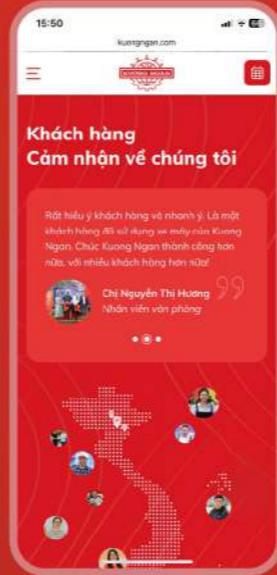 15:50
kuongngan.com
KUONG NGAN
Khách hàng
Cảm nhận về chúng tôi
Rất hiểu ý khách hàng và nhanh ý. Là một
khách hàng đã sử dụng xe máy của Kuong
Ngan. Chúc Kuong Ngan thành công hơn
nữa, với nhiều khách hàng hơn nữa!
Chị Nguyễn Thị Hương
Nhân viên văn phòng